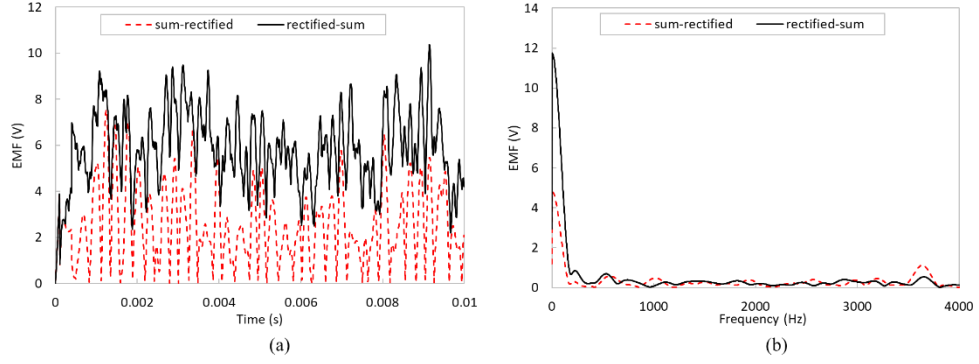 sum-rectified rectified-sum
12
10
8
6
4
2
0
EMF (V)
0 0.002 0.004 0.006 0.008 0.01
Time (s)
(a)
sum-rectified rectified-sum
14
12
10
8
6
4
2
0
EMF (V)
0 1000 2000 3000 4000
Frequency (Hz)
(b)